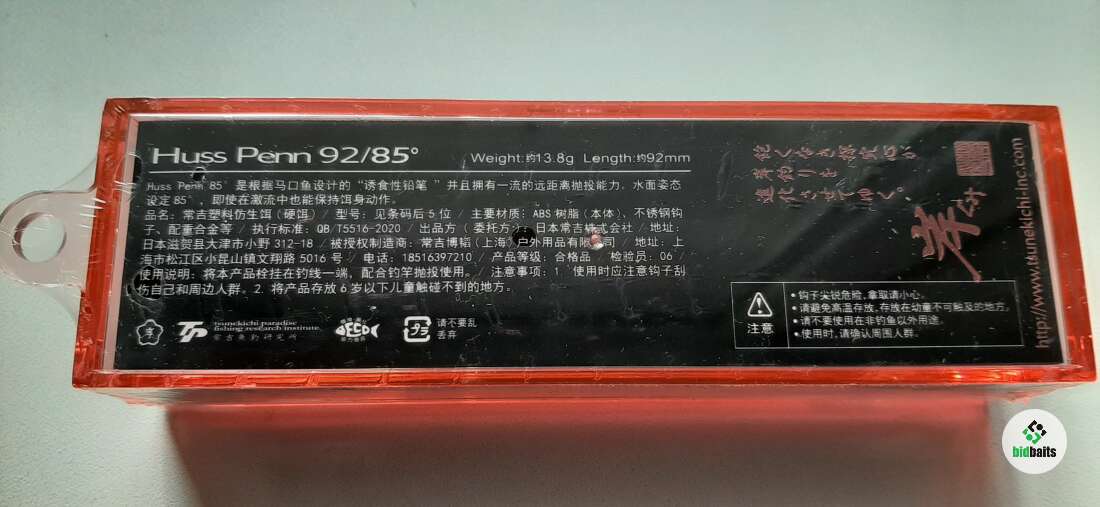 Huss Penn 92/85°
Weight:约13.8g Length:约92mm
Huss Penn 85°是根据马口鱼设计的“诱食性铅笔”并且拥有一流的远距离抛投能力. 水面姿态
设定85°, 即使在激流中也能保持饵身动作。
品名: 常吉塑料仿生饵(硬饵) / 型号: 见条码后5位 / 主要材质: ABS树脂(本体)、不锈钢钩
子、配重合金等 / 执行标准: QB/T5516-2020 / 出品方(委托方): 日本常吉株式会社 / 地址:
日本滋贺县大津市小野312-18 / 被授权制造商: 常吉博韬(上海)户外用品有限公司 / 地址: 上
海市松江区小昆山镇文翔路5016号 / 电话: 18516397210 / 产品等级: 合格品 / 检验员: 06 /
使用说明: 将本产品栓挂在钓线一端, 配合钓竿抛投使用。 / 注意事项: 1. 使用时应注意钩子刮
伤自己和周边人群. 2. 将产品存放6岁以下儿童触碰不到的地方。
TP
tsunekichi paradise
fishing research institute.
常吉魚釣研究所
FECO
プラ
请不要乱
丢弃
注意
• 钩子尖锐危险, 拿取请小心。
• 请避免高温存放, 存放在幼童不可触及的地方。
• 请不要使用在非钓鱼以外用途。
• 使用时, 请确认周围人群.
http://www.tsunekichi-inc.com/
bidbaits